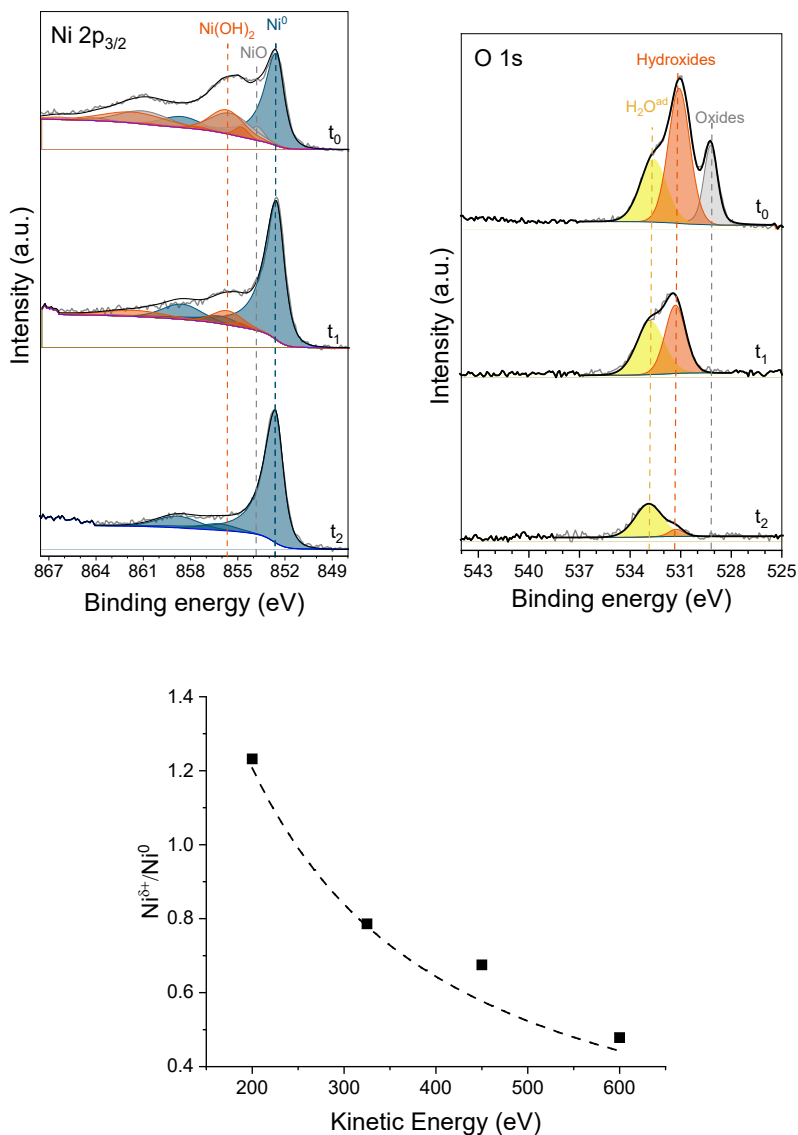 Ni 2p3/2
Ni(OH)2
NiO
Ni0
t0
t1
t2
Intensity (a.u.)
867 864 861 858 855 852 849
Binding energy (eV)
O 1s
Hydroxides
H2Oad
Oxides
t0
t1
t2
Intensity (a.u.)
543 540 537 534 531 528 525
Binding energy (eV)
1.4
1.2
1.0
0.8
0.6
0.4
Niδ+/Ni0
200 300 400 500 600
Kinetic Energy (eV)